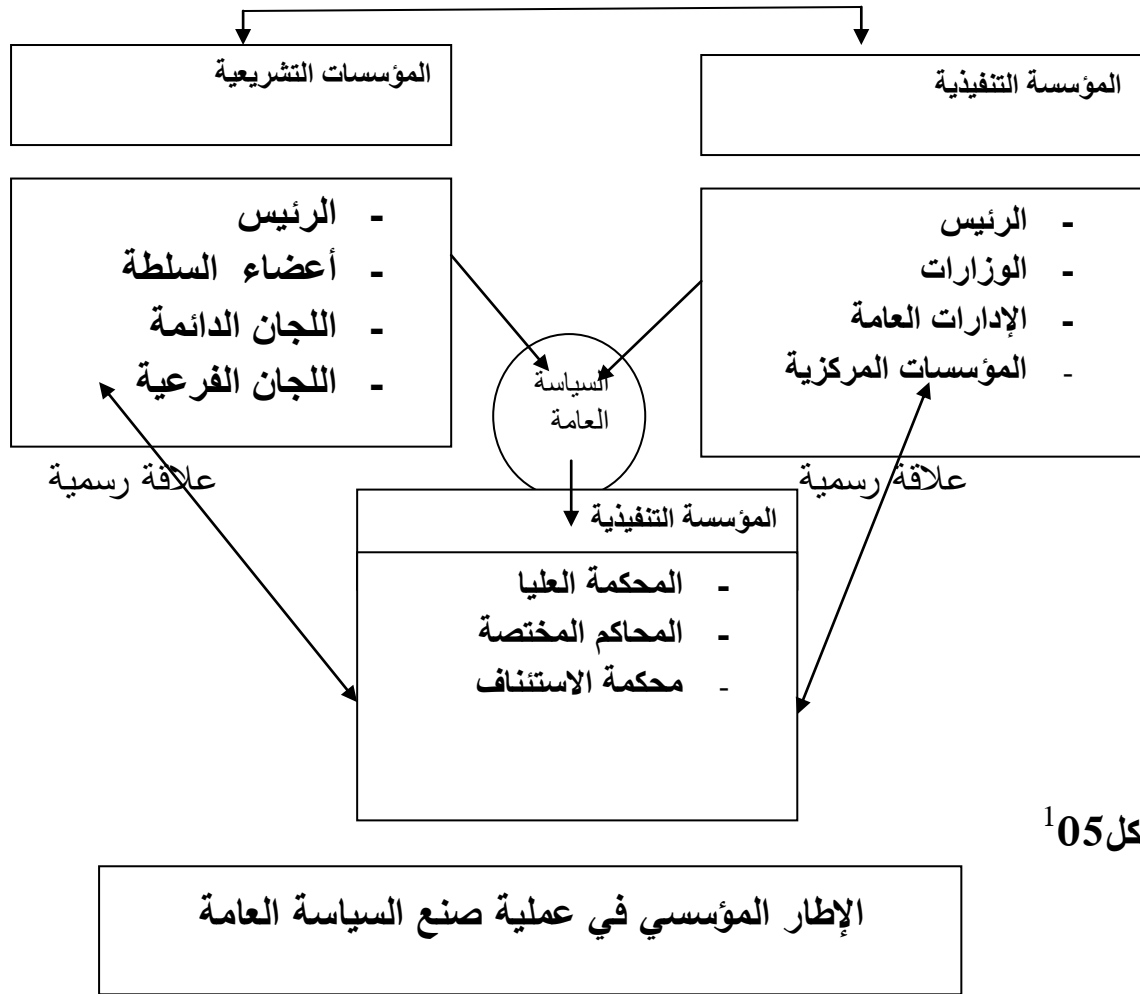 المؤسسة التنفيذية
المؤسسات التشريعية
- الرئيس
- الوزارات
- الإدارات العامة
- المؤسسات المركزية
- الرئيس
- أعضاء السلطة
- اللجان الدائمة
- اللجان الفرعية
السياسة
العامة
علاقة رسمية
علاقة رسمية
المؤسسة التنفيذية
- المحكمة العليا
- المحاكم المختصة
- محكمة الاستئناف
كل05¹
الإطار المؤسسي في عملية صنع السياسة العامة